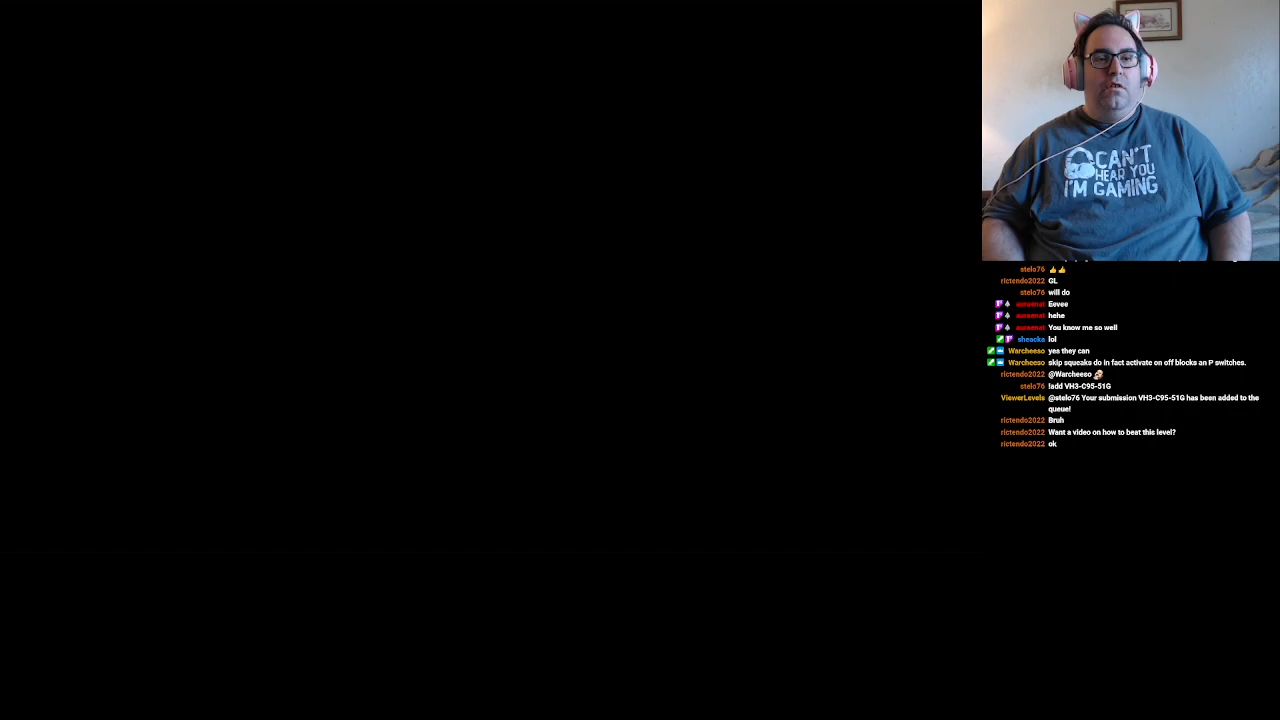 CAN'T
HEAR YOU
I'M GAMING
stelo76 👍👍
rictendo2022 GL
stelo76 will do
Eevee
hehe
You know me so well
sheacka lol
Warcheeso yes they can
Warcheeso skip squeaks do in fact activate on off blocks an P switches.
rictendo2022 @Warcheeso
stelo76 !add VH3-C95-51G
ViewerLevels @stelo76 Your submission VH3-C95-51G has been added to the
queue!
rictendo2022 Bruh
rictendo2022 Want a video on how to beat this level?
rictendo2022 ok